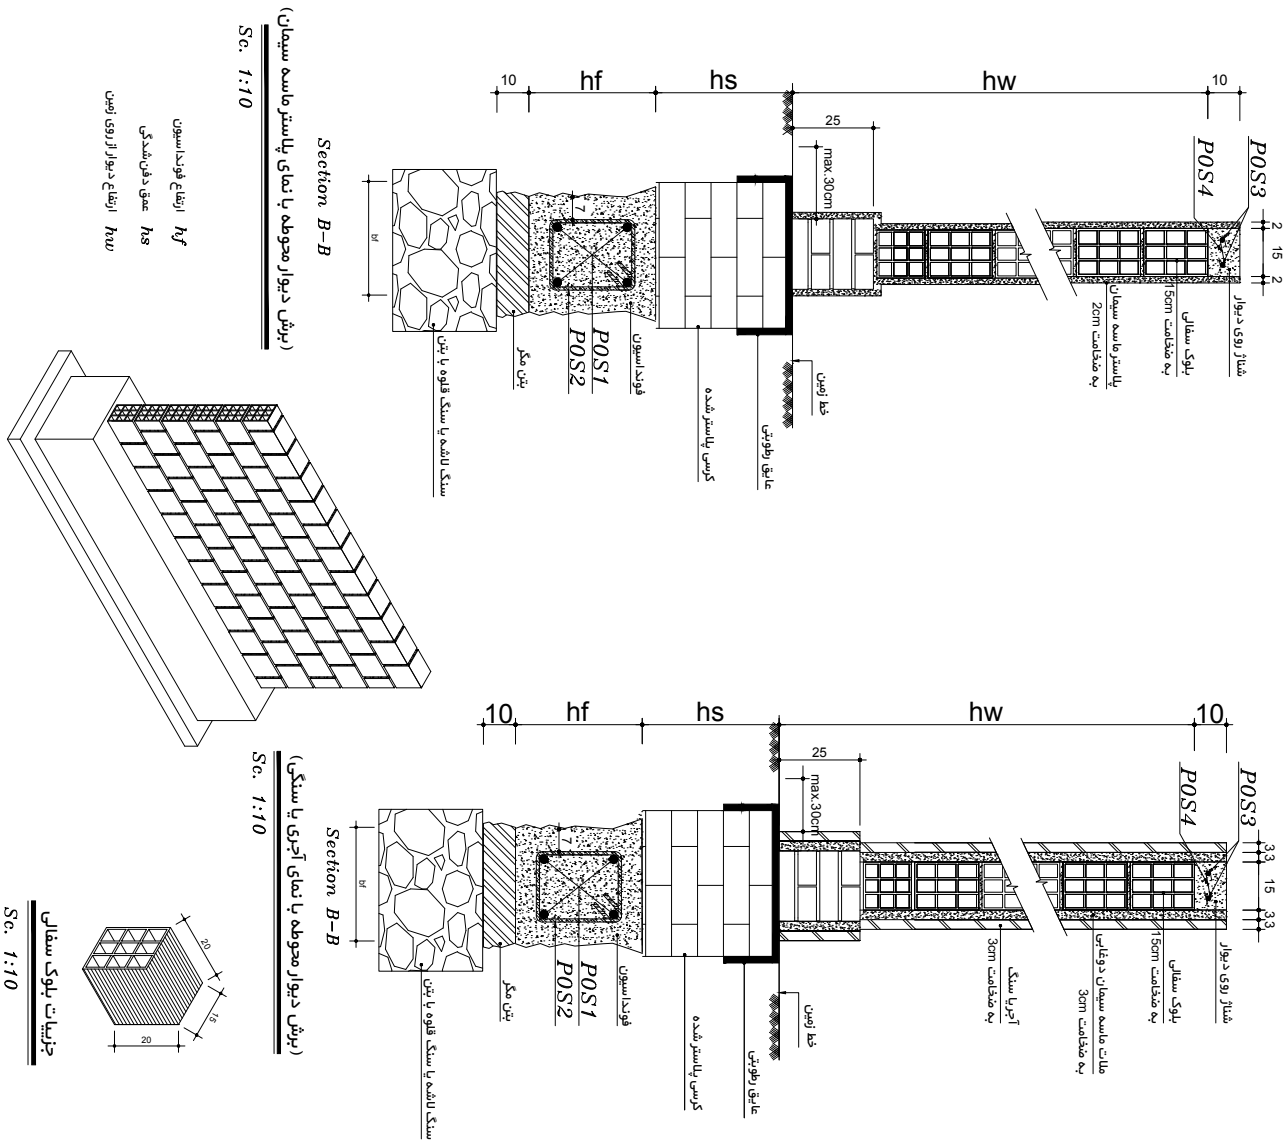 10
hf
hs
hw
10
25
max.30cm
POS3
POS4
2
15
2
شناژ روی دیوار
بلوک سفالی
به ضخامت 15cm
پلاستر ماسه سیمان
به ضخامت 2cm
خط زمین
عایق رطوبتی
کرسی پلاستر شده
7
فونداسیون
POS1
POS2
بتن مگر
سنگ لاشه یا سنگ قلوه با بتن
bf
Section B-B
(برش دیوار محوطه با نمای پلاستر ماسه سیمان)
Sc. 1:10
hf ارتفاع فونداسیون
hs عمق دفن شدگی
hw ارتفاع دیوار از روی زمین
10
hf
hs
hw
10
25
max.30cm
POS3
POS4
33
15
33
شناژ روی دیوار
بلوک سفالی
به ضخامت 15cm
ملات ماسه سیمان دوغابی
به ضخامت 3cm
آجر یا سنگ
به ضخامت 3cm
خط زمین
عایق رطوبتی
کرسی پلاستر شده
7
فونداسیون
POS1
POS2
بتن مگر
سنگ لاشه یا سنگ قلوه با بتن
bf
Section B-B
(برش دیوار محوطه با نمای آجری یا سنگی)
Sc. 1:10
20
15
20
جزییات بلوک سفالی
Sc. 1:10